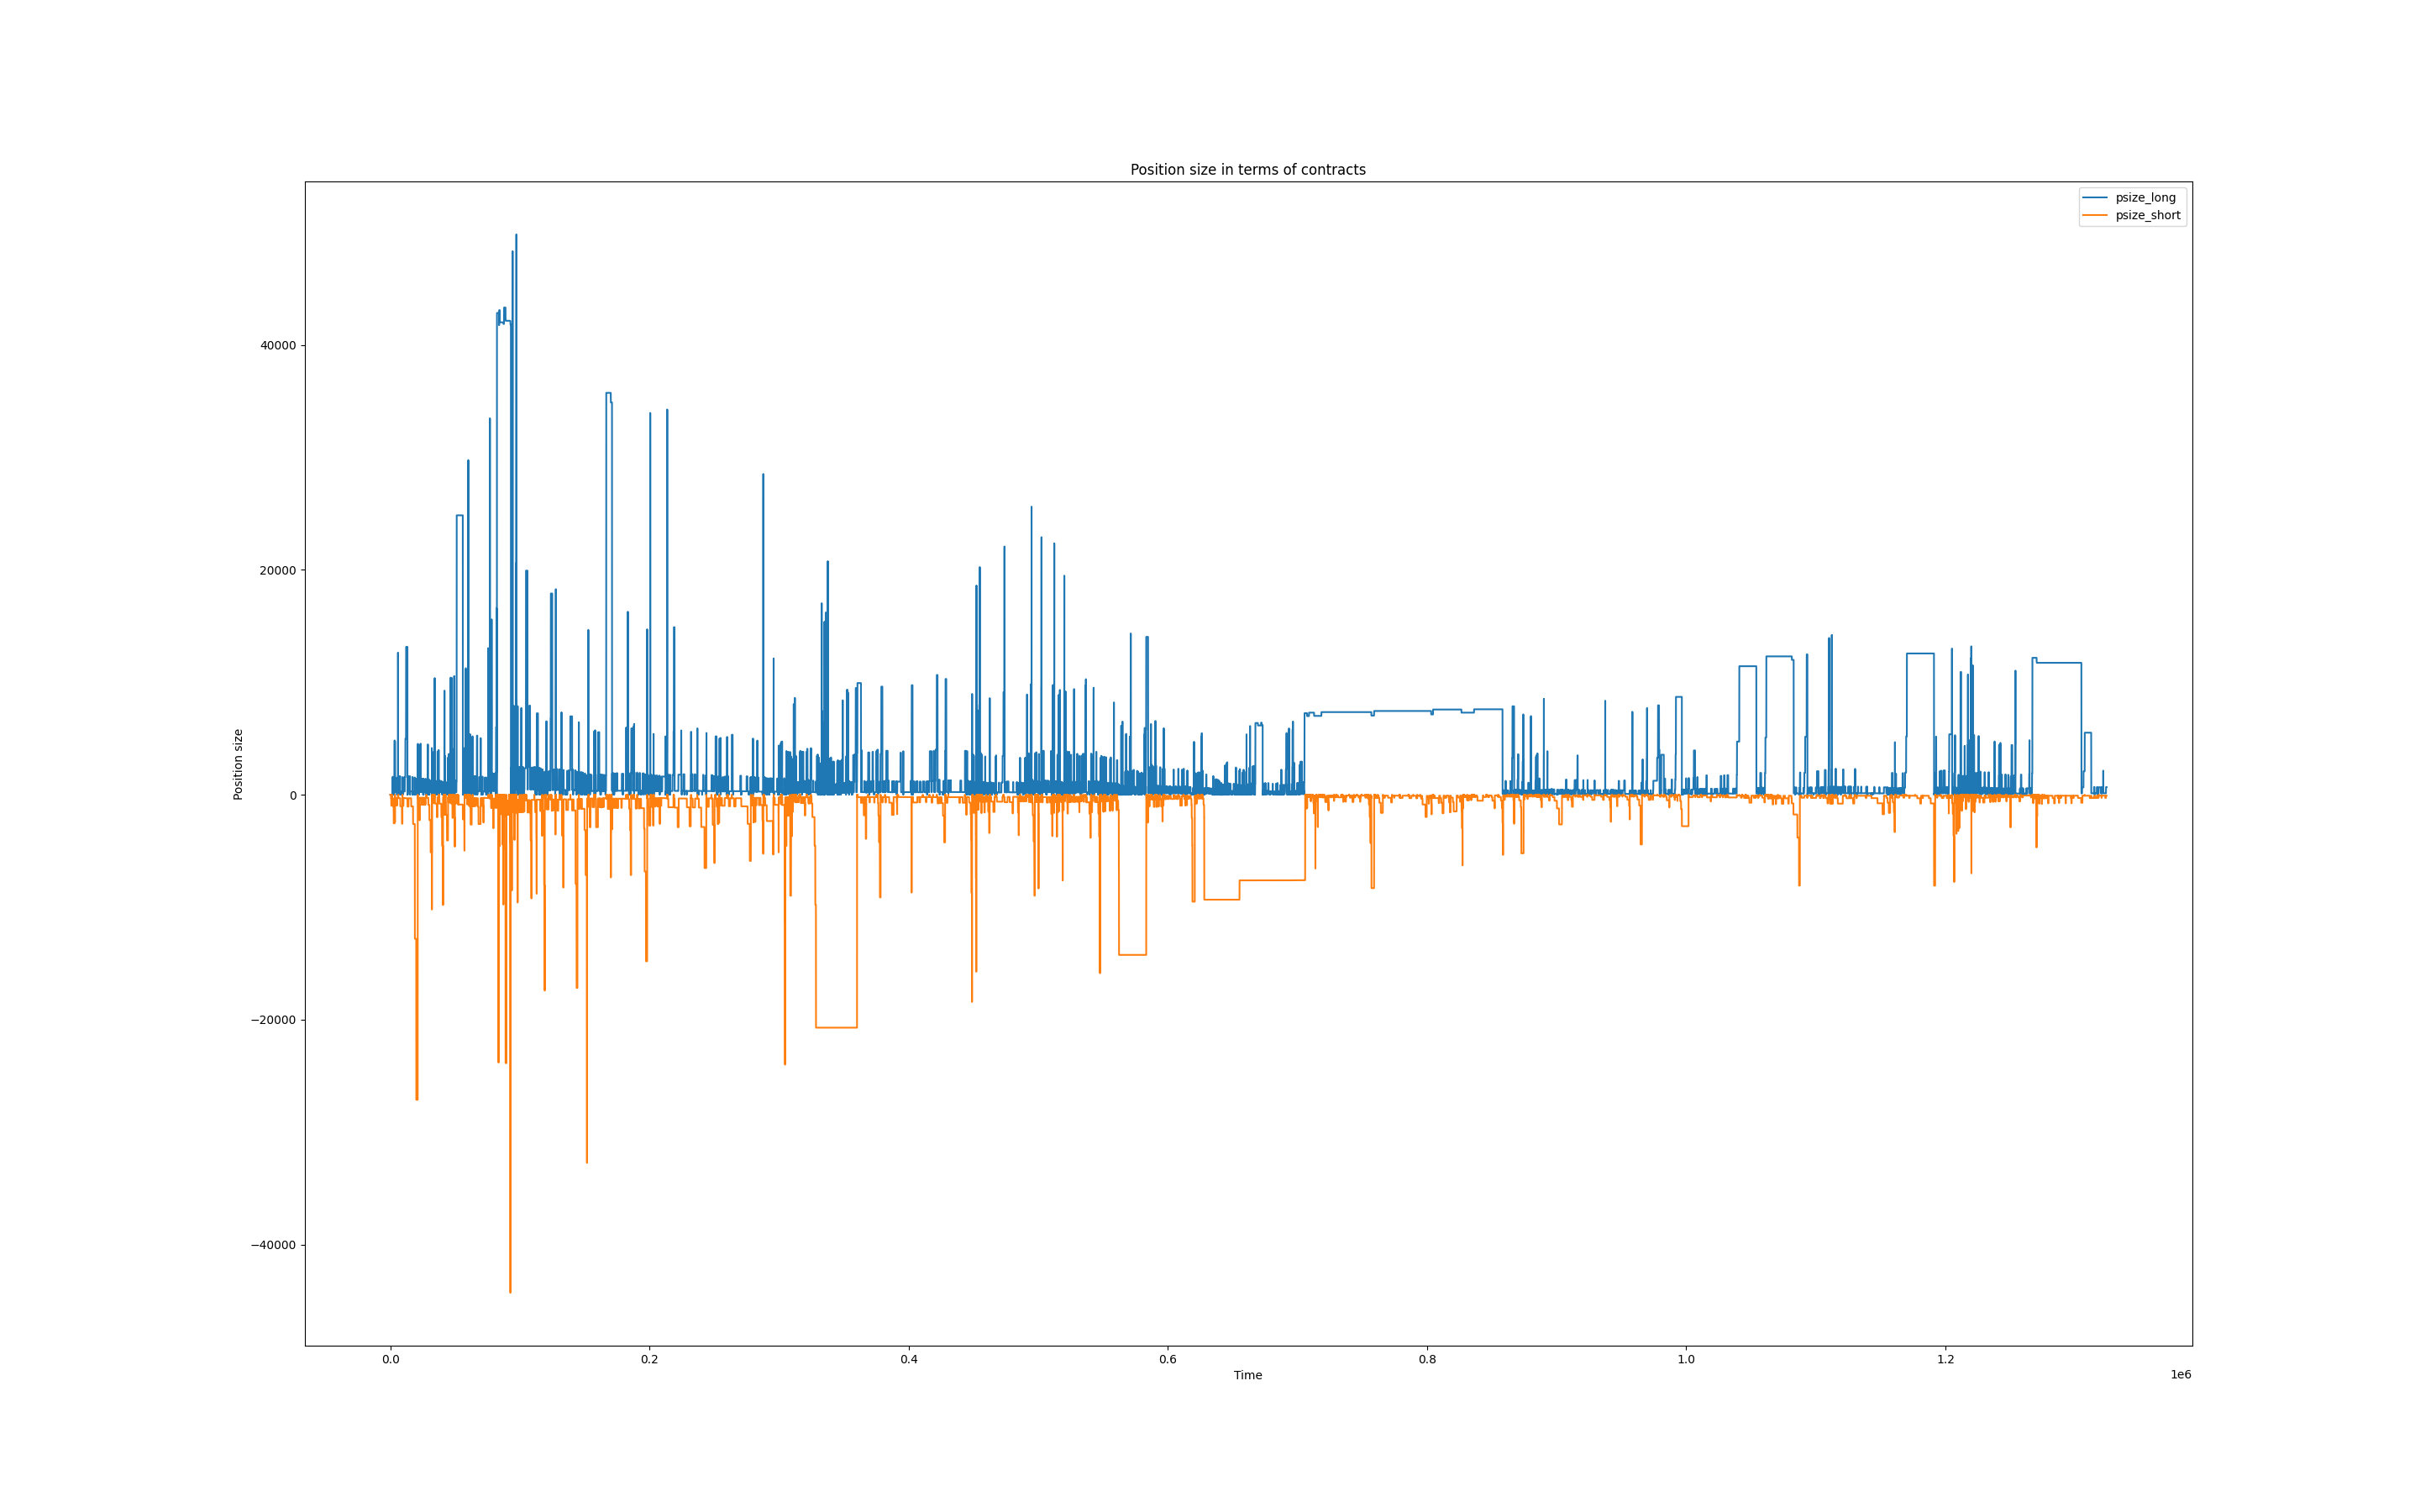 Position size in terms of contracts
psize_long
psize_short
Position size
40000
20000
0
−20000
−40000
0.0
0.2
0.4
0.6
0.8
1.0
1.2
1e6
Time